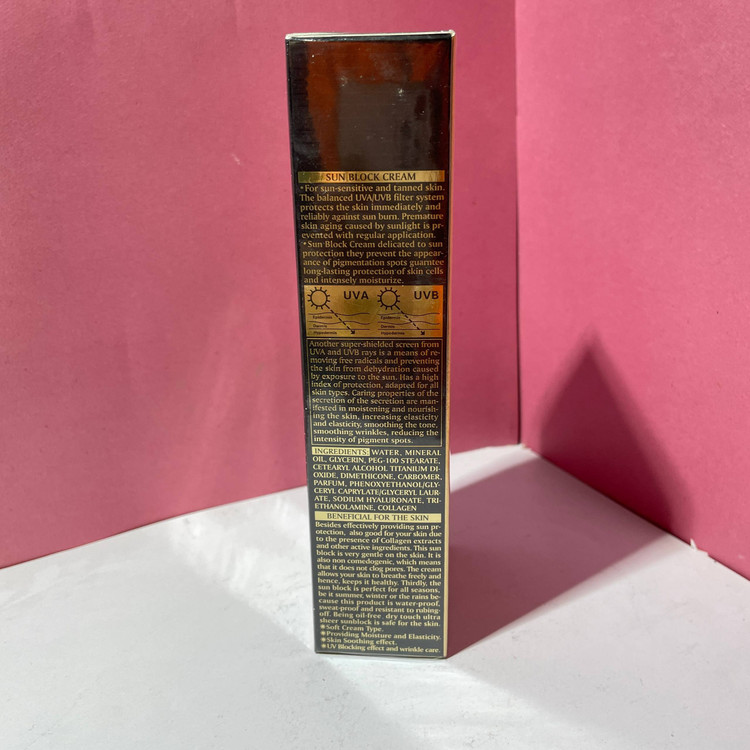 SUN BLOCK CREAM
• For sun-sensitive and tanned skin.
The balanced UVA/UVB filter system
protects the skin immediately and
reliably against sun burn. Premature
skin aging caused by sunlight is pr-
evented with regular application.
• Sun Block Cream delicated to sun
protection they prevent the appear-
ance of pigmentation spots guarntee
long-lasting protection of skin cells
and intensely moisturize.
UVA UVB
Epidermis
Dermis
Hypodermis
Epidermis
Dermis
Hypodermis
Another super-shielded screen from
UVA and UVB rays is a means of re-
moving free radicals and preventing
the skin from dehydration caused
by exposure to the sun. Has a high
index of protection, adapted for all
skin types. Caring properties of the
secretion of the secretion are man-
ifested in moistening and nourish-
ing the skin, increasing elasticity
and elasticity, smoothing the tone,
smoothing wrinkles, reducing the
intensity of pigment spots.
INGREDIENTS: WATER, MINERAL
OIL, GLYCERIN, PEG-100 STEARATE,
CETEARYL ALCOHOL TITANIUM DI-
OXIDE, DIMETHICONE, CARBOMER,
PARFUM, PHENOXYETHANOL/GLY-
CERYL CAPRYLATE/GLYCERYL LAUR-
ATE, SODIUM HYALURONATE, TRI-
ETHANOLAMINE, COLLAGEN
BENEFICIAL FOR THE SKIN
Besides effectively providing sun pr-
otection, also good for your skin due
to the presence of Collagen extracts
and other active ingredients. This sun
block is very gentle on the skin. It is
also non comedogenic, which means
that it does not clog pores. The cream
allows your skin to breathe freely and
hence, keeps it healthy. Thirdly, the
sun block is perfect for all seasons,
be it summer, winter or the rains be-
cause this product is water-proof,
sweat-proof and resistant to rubing-
off. Being oil-free dry touch ultra
sheer sunblock is safe for the skin.
❋Soft Cream Type.
❋Providing Moisture and Elasticity.
❋Skin Soothing effect.
❋UV Blocking effect and wrinkle care.